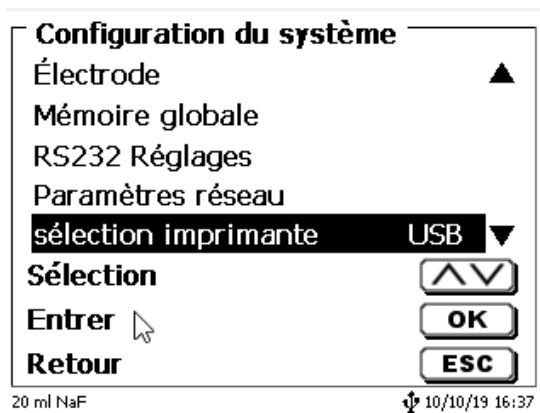 Configuration du système
Électrode
Mémoire globale
RS232 Réglages
Paramètres réseau
sélection imprimante USB
Sélection
Entrer OK
Retour ESC
20 ml NaF 10/10/19 16:37